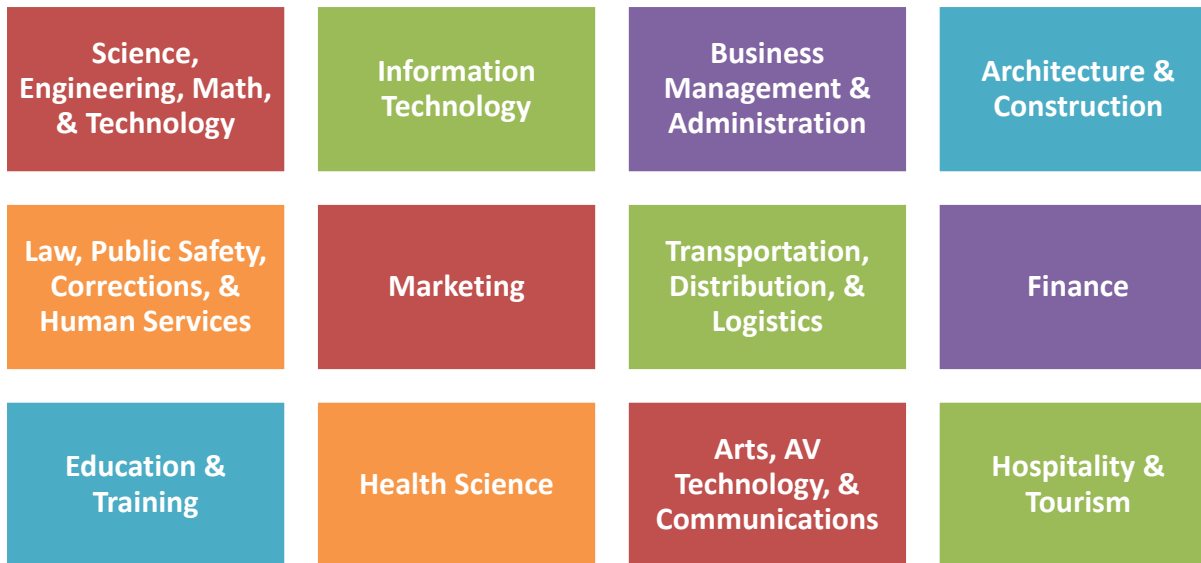 Science,
Engineering, Math,
& Technology
Information
Technology
Business
Management &
Administration
Architecture &
Construction
Law, Public Safety,
Corrections, &
Human Services
Marketing
Transportation,
Distribution, &
Logistics
Finance
Education &
Training
Health Science
Arts, AV
Technology, &
Communications
Hospitality &
Tourism